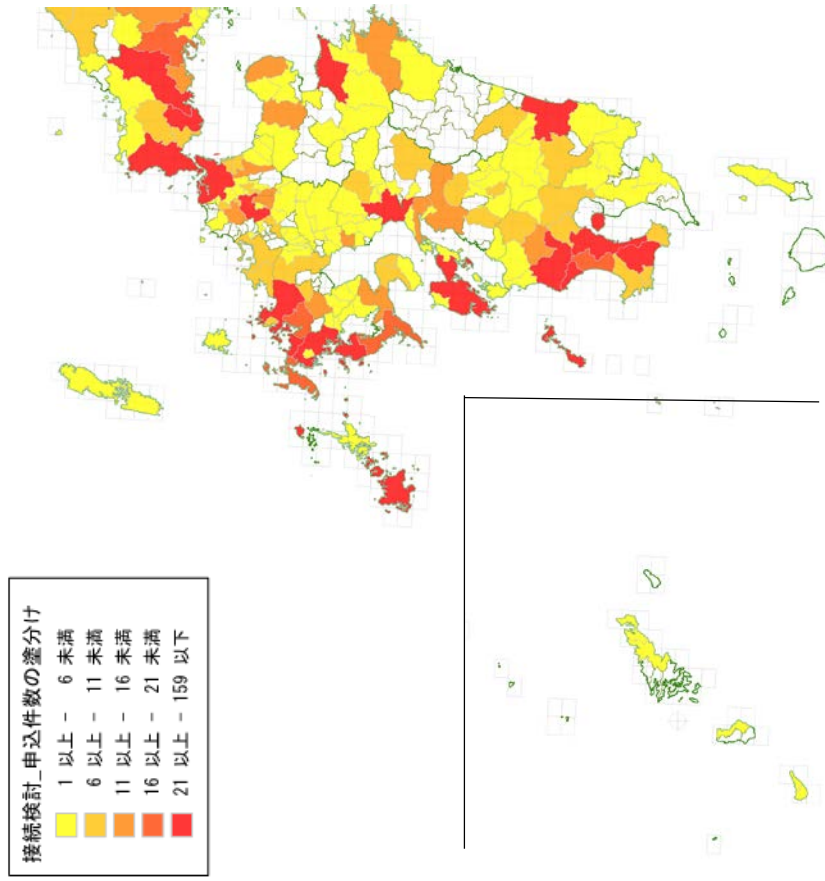 接続検討_申込件数の塗分け
1 以上 - 6 未満
6 以上 - 11 未満
11 以上 - 16 未満
16 以上 - 21 未満
21 以上 - 159 以下